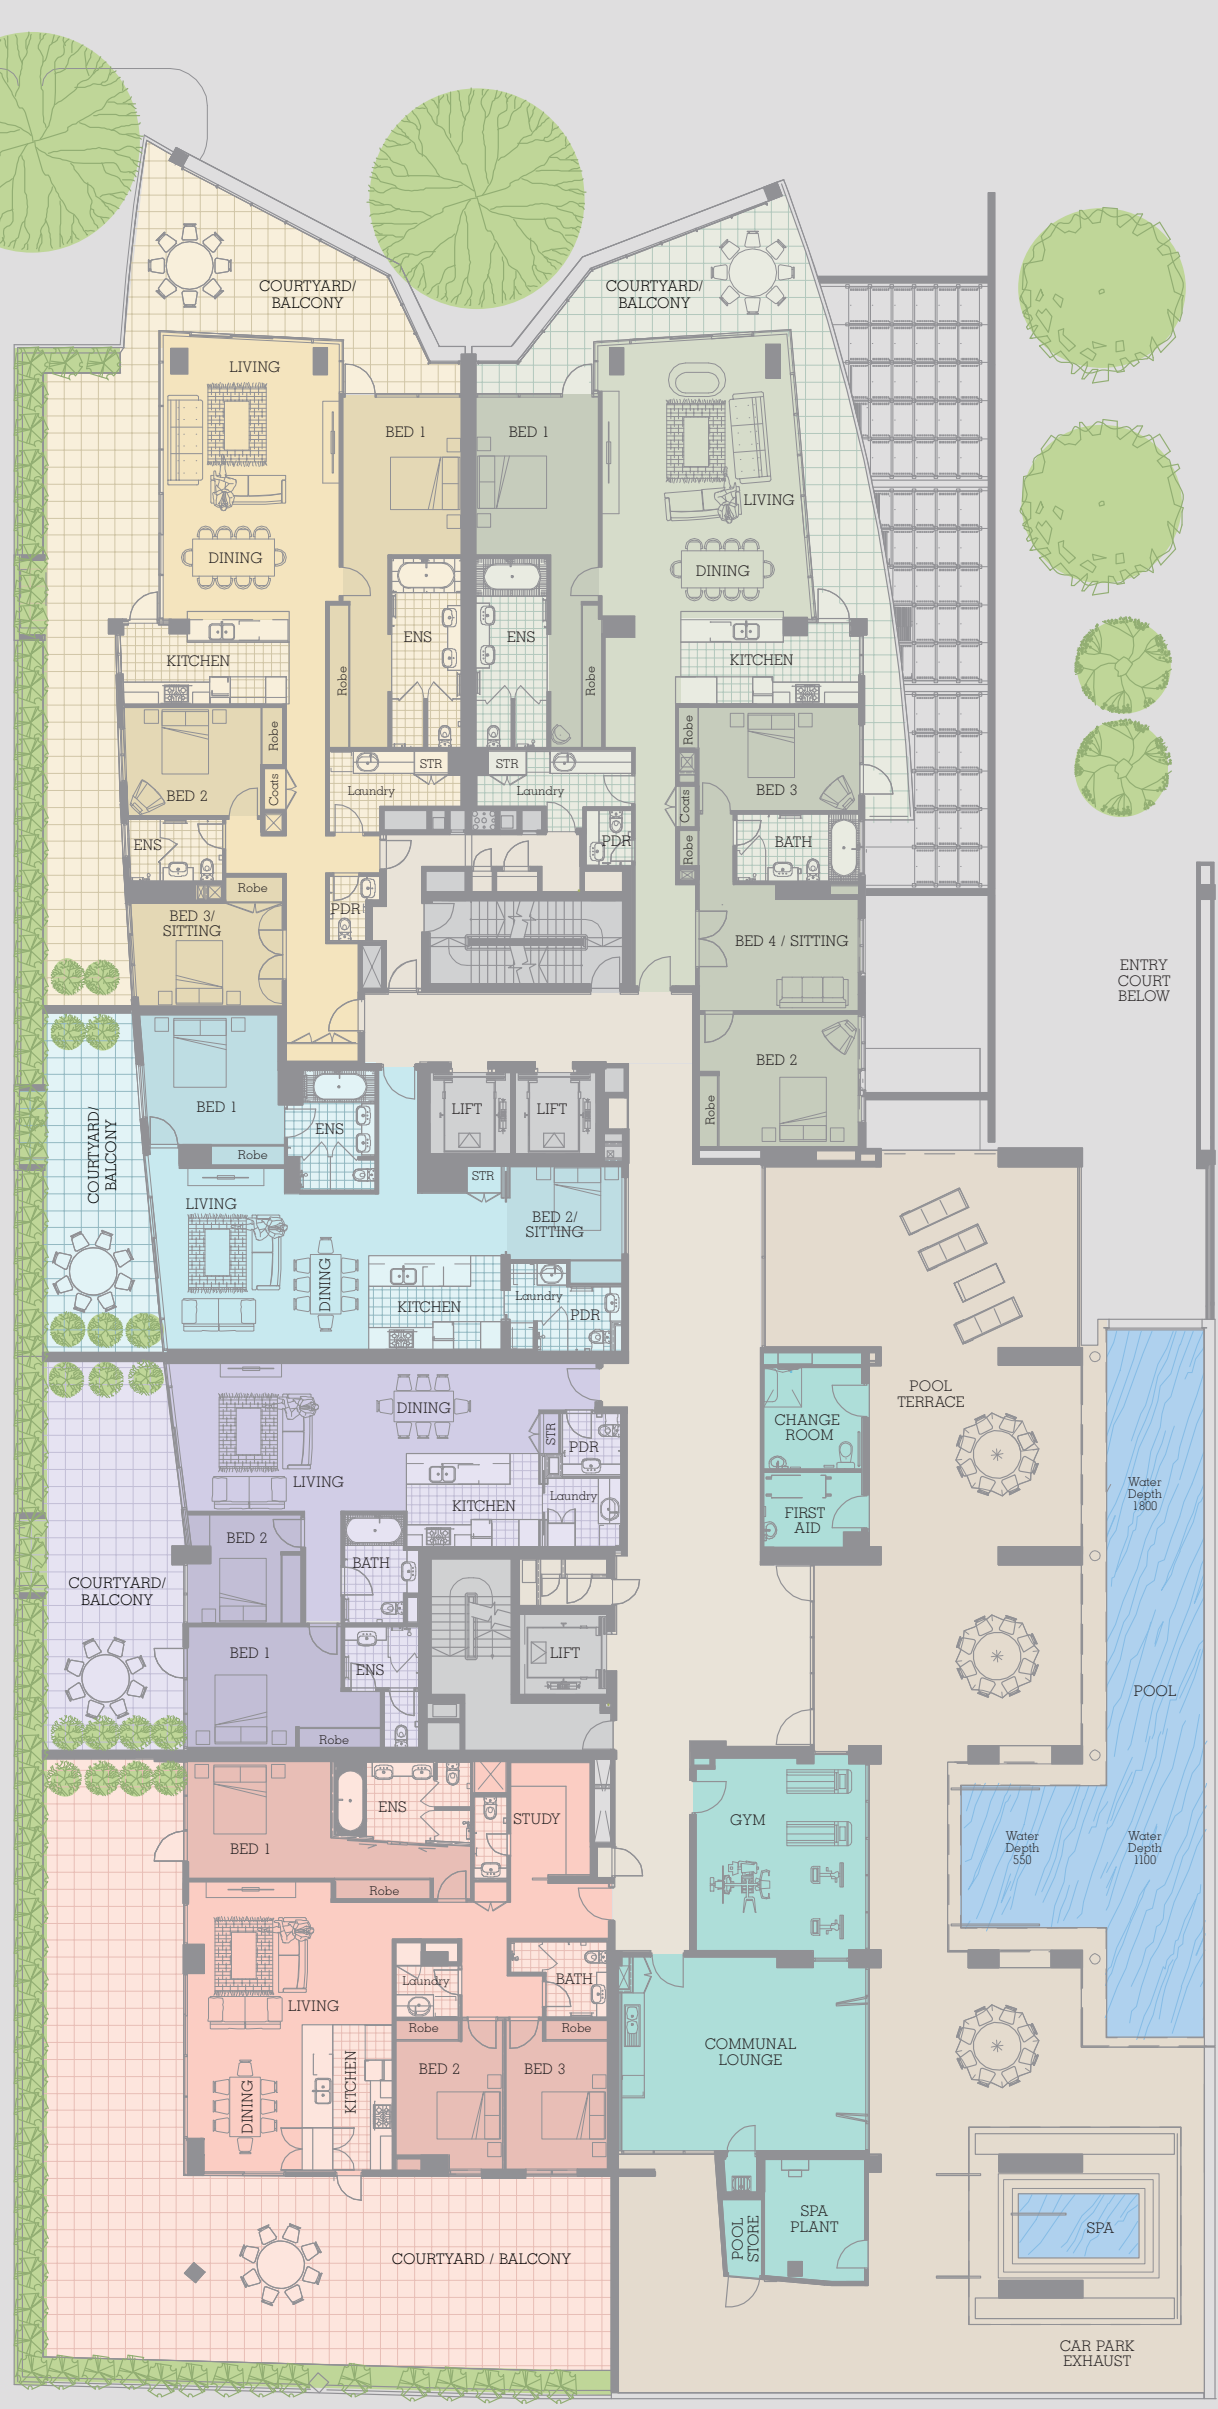 COURTYARD/
BALCONY
COURTYARD/
BALCONY
LIVING
BED 1
BED 1
LIVING
DINING
DINING
ENS
ENS
KITCHEN
KITCHEN
Robe
Robe
Robe
Robe
STR
STR
Laundry
Laundry
BED 2
Coats
BED 3
Coats
ENS
PDR
Robe
BATH
Robe
PDR
BED 3/
SITTING
BED 4 / SITTING
ENTRY
COURT
BELOW
BED 2
Robe
BED 1
ENS
LIFT
LIFT
COURTYARD/
BALCONY
Robe
STR
LIVING
BED 2/
SITTING
DINING
KITCHEN
Laundry
PDR
POOL
TERRACE
DINING
CHANGE
ROOM
STR
PDR
LIVING
KITCHEN
Laundry
Water
Depth
1800
FIRST
AID
BED 2
BATH
COURTYARD/
BALCONY
BED 1
ENS
LIFT
POOL
Robe
ENS
STUDY
GYM
BED 1
Water
Depth
550
Water
Depth
1100
Robe
Laundry
BATH
LIVING
Robe
Robe
COMMUNAL
LOUNGE
KITCHEN
BED 2
BED 3
DINING
SPA
PLANT
POOL
STORE
SPA
COURTYARD / BALCONY
CAR PARK
EXHAUST